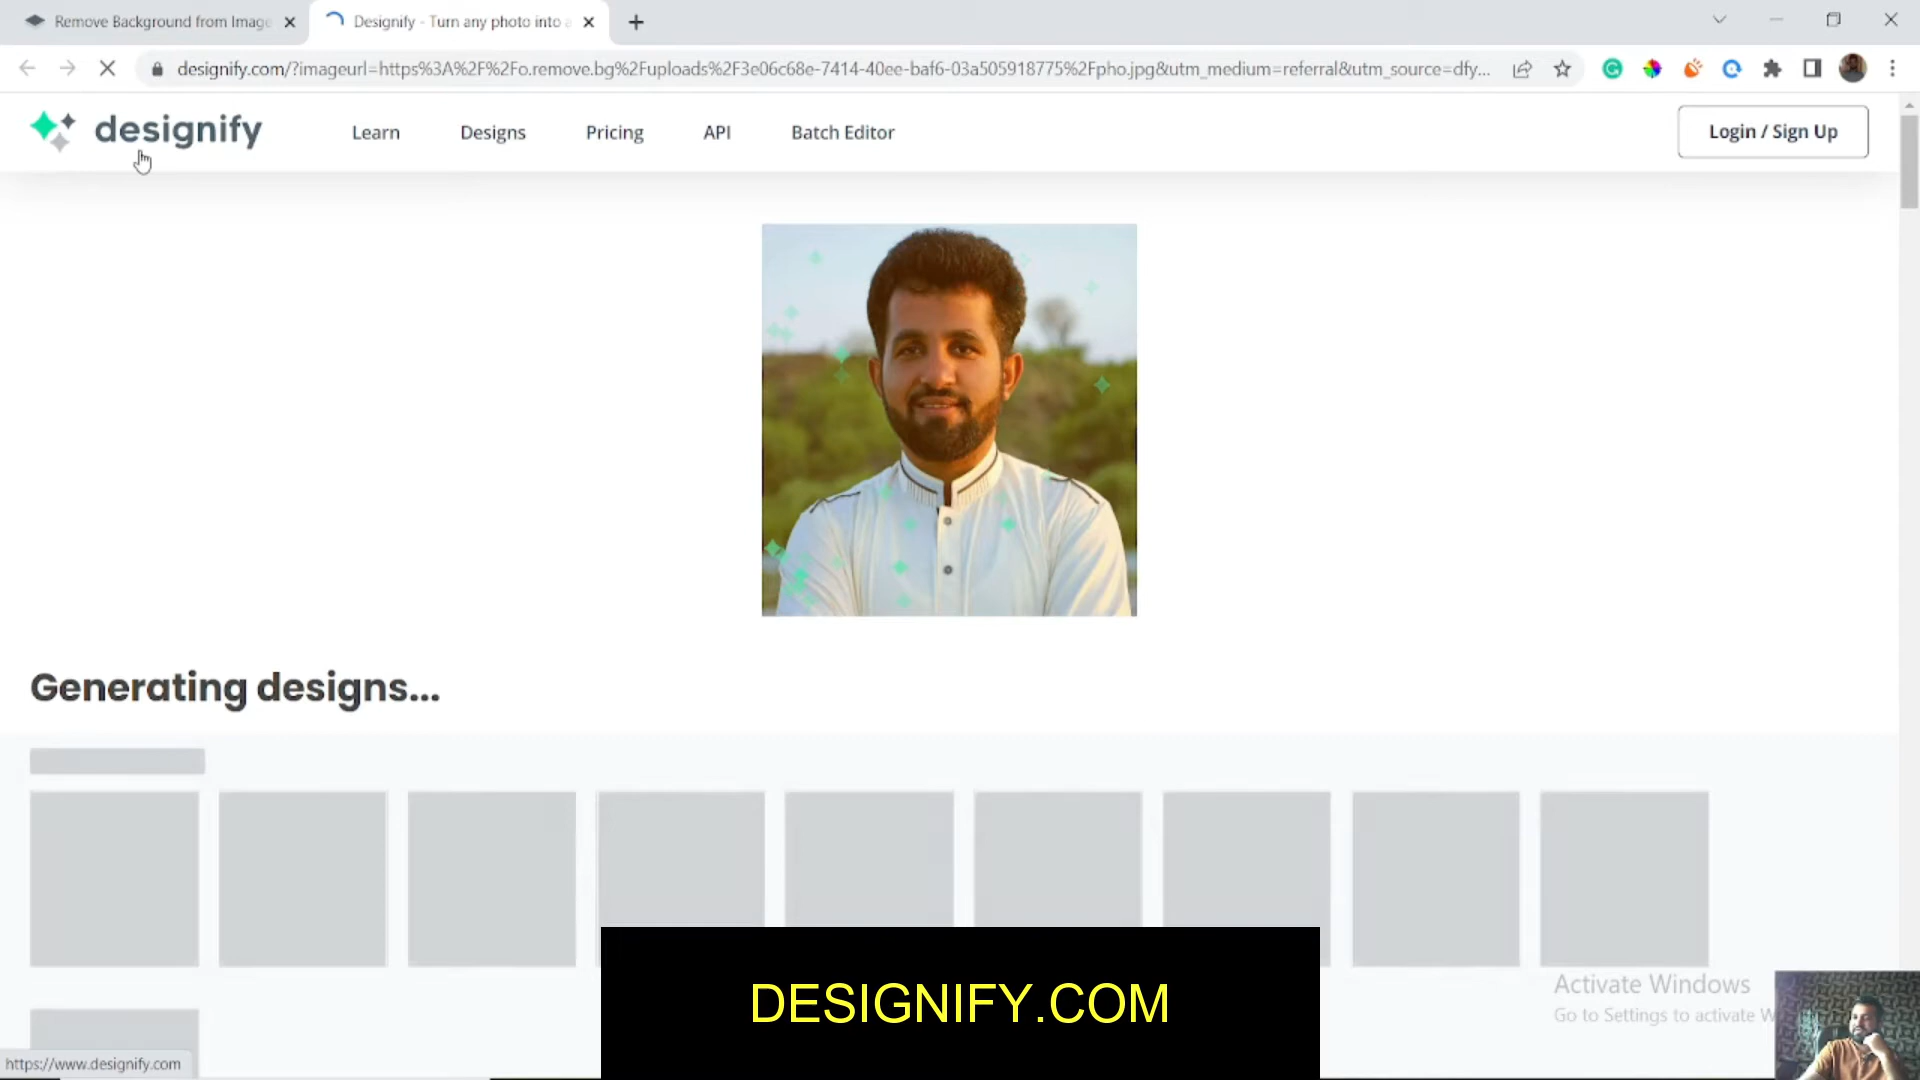 Remove Background from Image
Designify - Turn any photo into a
designify.com/?imageurl=https%3A%2F%2Fo.remove.bg%2Fuploads%2F3e06c68e-7414-40ee-baf6-03a505918775%2Fpho.jpg&utm_medium=referral&utm_source=dfy...
designify
Learn
Designs
Pricing
API
Batch Editor
Login / Sign Up
Generating designs...
DESIGNIFY.COM
Activate Windows
Go to Settings to activate W
https://www.designify.com